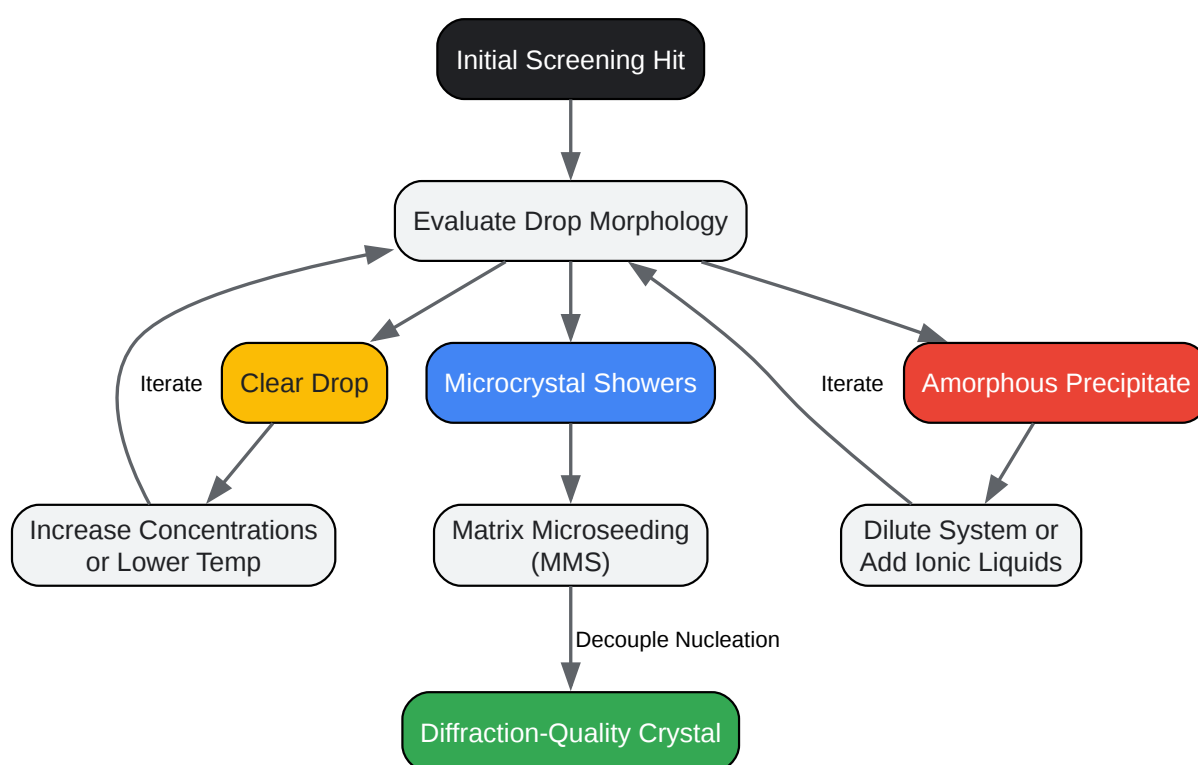 Initial Screening Hit
Evaluate Drop Morphology
Iterate
Clear Drop
Microcrystal Showers
Iterate
Amorphous Precipitate
Increase Concentrations
or Lower Temp
Matrix Microseeding
(MMS)
Dilute System or
Add Ionic Liquids
Decouple Nucleation
Diffraction-Quality Crystal